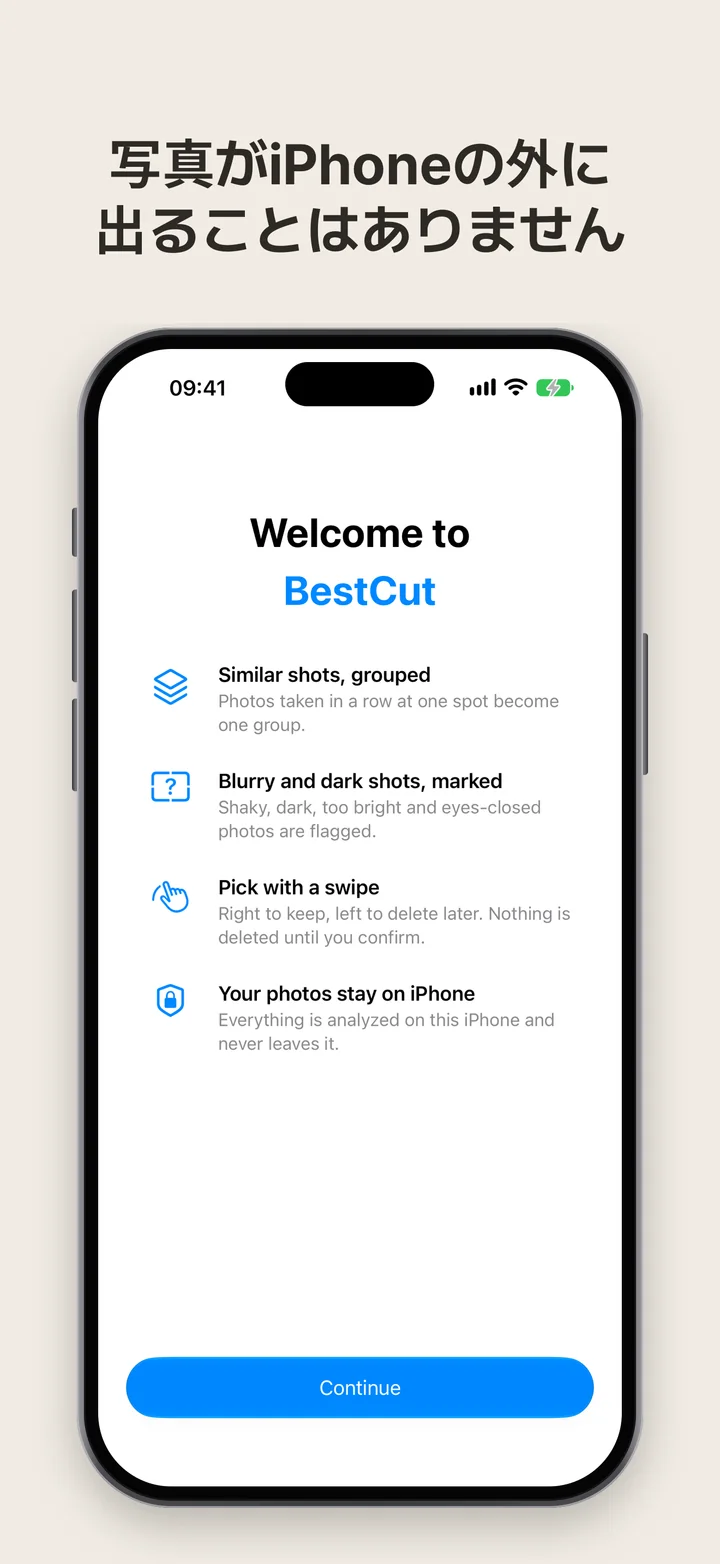 写真がiPhoneの外に
出ることはありません
09:41
Welcome to
BestCut
Similar shots, grouped
Photos taken in a row at one spot become
one group.
Blurry and dark shots, marked
Shaky, dark, too bright and eyes-closed
photos are flagged.
Pick with a swipe
Right to keep, left to delete later. Nothing is
deleted until you confirm.
Your photos stay on iPhone
Everything is analyzed on this iPhone and
never leaves it.
Continue